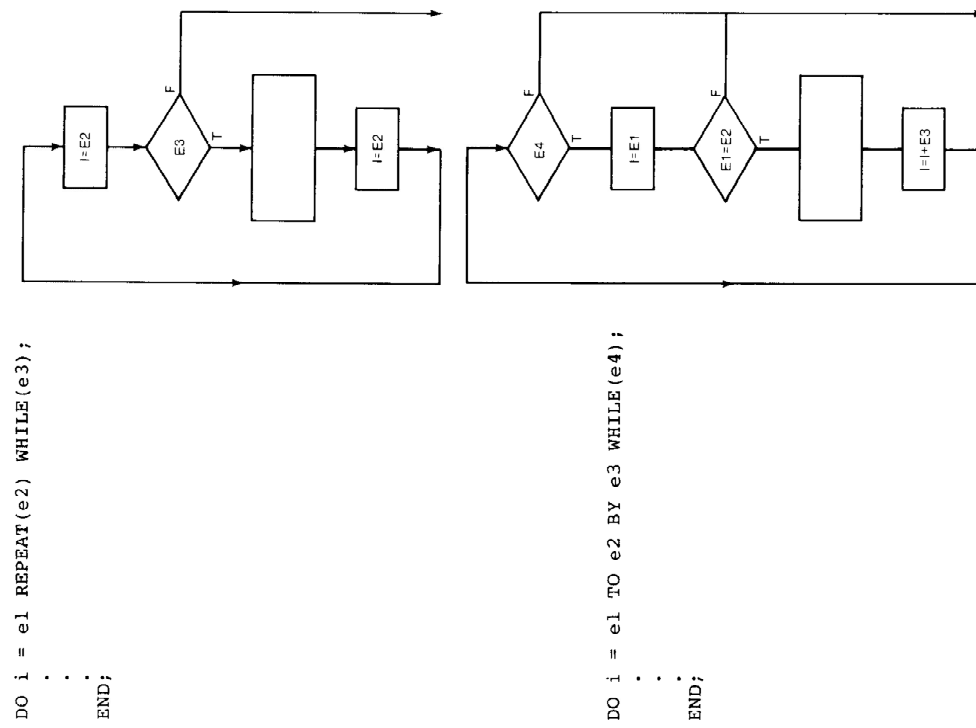 DO i = e1 REPEAT(e2) WHILE(e3);
.
.
.
END;
I=E2
E3
F
T
I=E2
DO i = e1 TO e2 BY e3 WHILE(e4);
.
.
.
END;
E4
F
T
I=E1
E1=E2
F
T
I=I+E3